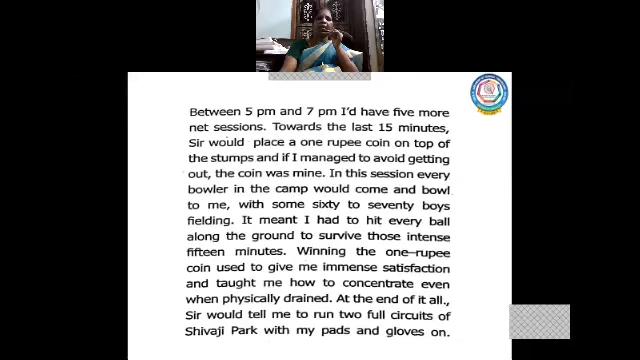 Between 5 pm and 7 pm I'd have five more
net sessions. Towards the last 15 minutes,
Sir would place a one rupee coin on top of
the stumps and if I managed to avoid getting
out, the coin was mine. In this session every
bowler in the camp would come and bowl
to me, with some sixty to seventy boys
fielding. It meant I had to hit every ball
along the ground to survive those intense
fifteen minutes. Winning the one-rupee
coin used to give me immense satisfaction
and taught me how to concentrate even
when physically drained. At the end of it all.,
Sir would tell me to run two full circuits of
Shivaji Park with my pads and gloves on.